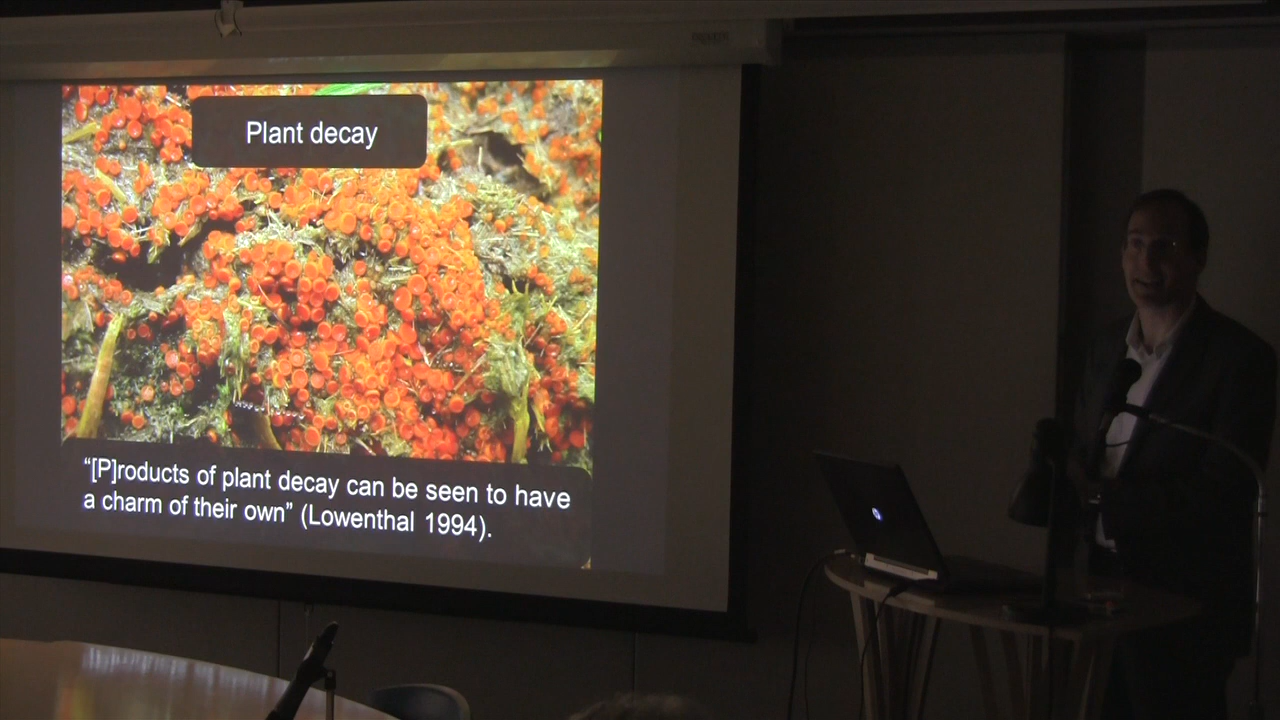 Plant decay
“[P]roducts of plant decay can be seen to have
a charm of their own” (Lowenthal 1994).